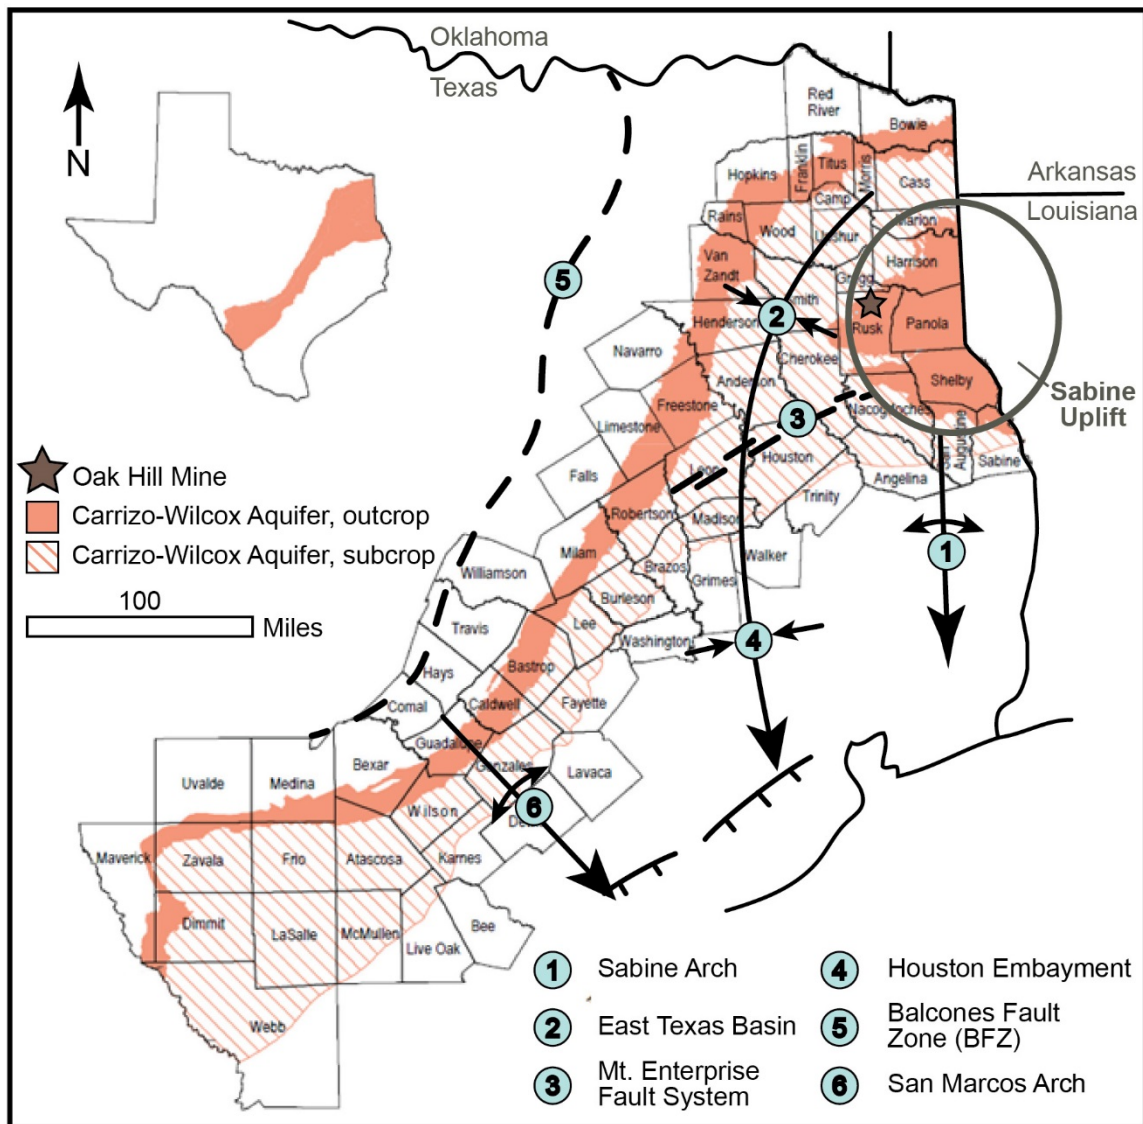 Oklahoma
Texas
Red
River
Bowie
N
Franklin
Titus
Morris
Hopkins
Cass
Arkansas
Louisiana
Camp
Marion
Rains
Wood
Upshur
Harrison
Van
Zandt
Gregg
5
Smith
2
Henderson
Rusk
Panola
Navarro
Cherokee
Anderson
Shelby
Sabine
Uplift
Freestone
Nacogdoches
3
Limestone
San
Augustine
Houston
Leon
Sabine
Oak Hill Mine
Falls
Angelina
Trinity
Carrizo-Wilcox Aquifer, outcrop
Robertson
Madison
Carrizo-Wilcox Aquifer, subcrop
Milam
Walker
1
Williamson
Brazos
Grimes
100
Miles
Burleson
Travis
Lee
Washington
4
Hays
Bastrop
Comal
Caldwell
Fayette
Guadalupe
Bexar
Gonzales
Lavaca
Uvalde
Medina
Wilson
6
Maverick
Zavala
Frio
Atascosa
Karnes
Dimmit
LaSalle
McMullen
Live Oak
Bee
Webb
1 Sabine Arch
2 East Texas Basin
3 Mt. Enterprise
Fault System
4 Houston Embayment
5 Balcones Fault
Zone (BFZ)
6 San Marcos Arch